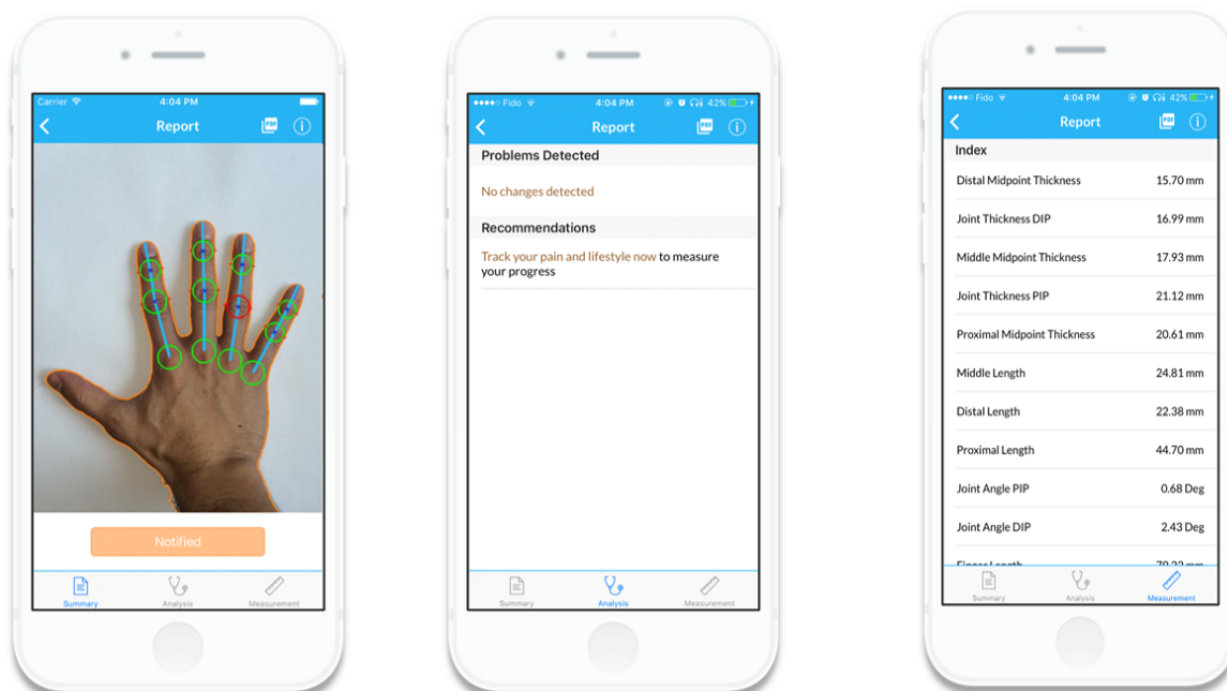 Carrier
4:04 PM
Report
PDF
Notified
Summary
Analysis
Measurement
Fido
4:04 PM
42%
Report
PDF
Problems Detected
No changes detected
Recommendations
Track your pain and lifestyle now to measure
your progress
Summary
Analysis
Measurement
Fido
4:04 PM
42%
Report
PDF
Index
Distal Midpoint Thickness 15.70 mm
Joint Thickness DIP 16.99 mm
Middle Midpoint Thickness 17.93 mm
Joint Thickness PIP 21.12 mm
Proximal Midpoint Thickness 20.61 mm
Middle Length 24.81 mm
Distal Length 22.38 mm
Proximal Length 44.70 mm
Joint Angle PIP 0.68 Deg
Joint Angle DIP 2.43 Deg
Finger Length
Summary
Analysis
Measurement